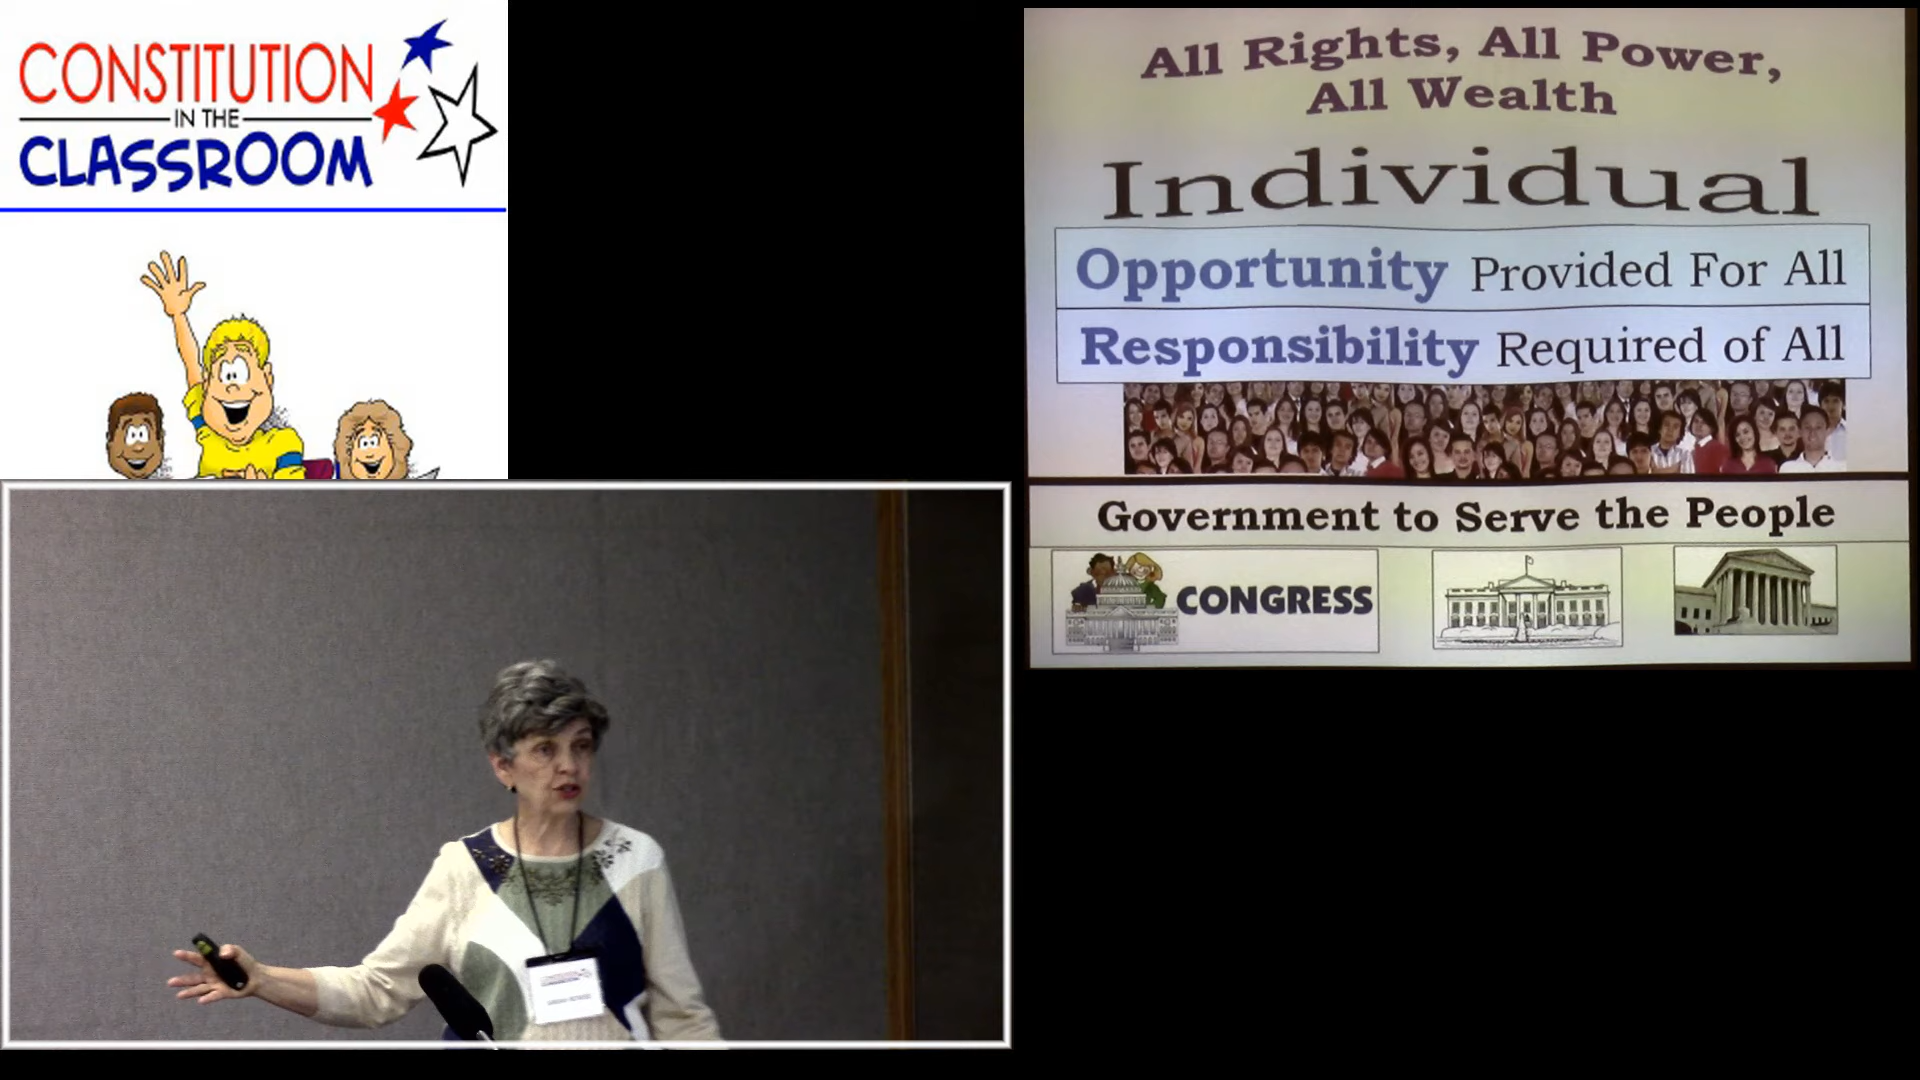 CONSTITUTION
IN THE
CLASSROOM
All Rights, All Power,
All Wealth
Individual
Opportunity Provided For All
Responsibility Required of All
Government to Serve the People
CONGRESS